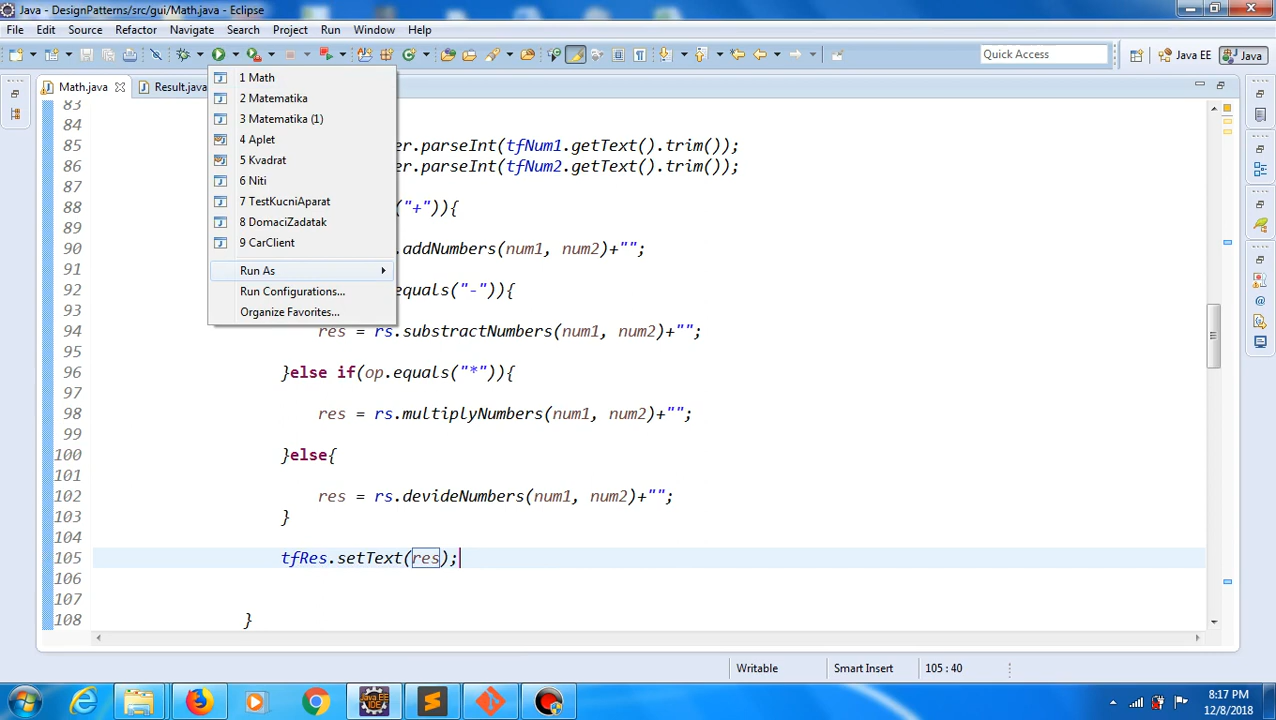 Java - DesignPatterns/src/gui/Math.java - Eclipse
File Edit Source Refactor Navigate Search Project Run Window Help
Quick Access
Java EE
Java
Math.java
Result.java
1 Math
2 Matematika
3 Matematika (1)
4 Aplet
5 Kvadrat
6 Niti
7 TestKucniAparat
8 DomaciZadatak
9 CarClient
Run As
Run Configurations...
Organize Favorites...
83
84
85 er.parseInt(tfNum1.getText().trim());
86 er.parseInt(tfNum2.getText().trim());
87
88 ("+")){
89
90 .addNumbers(num1, num2)+"";
91
92 equals("-")){
93
94 res = rs.substractNumbers(num1, num2)+"";
95
96 }else if(op.equals("*")){
97
98 res = rs.multiplyNumbers(num1, num2)+"";
99
100 }else{
101
102 res = rs.devideNumbers(num1, num2)+"";
103 }
104
105 tfRes.setText(res);
106
107
108 }
Writable
Smart Insert
105 : 40
Java EE
IDE
8:17 PM
12/8/2018